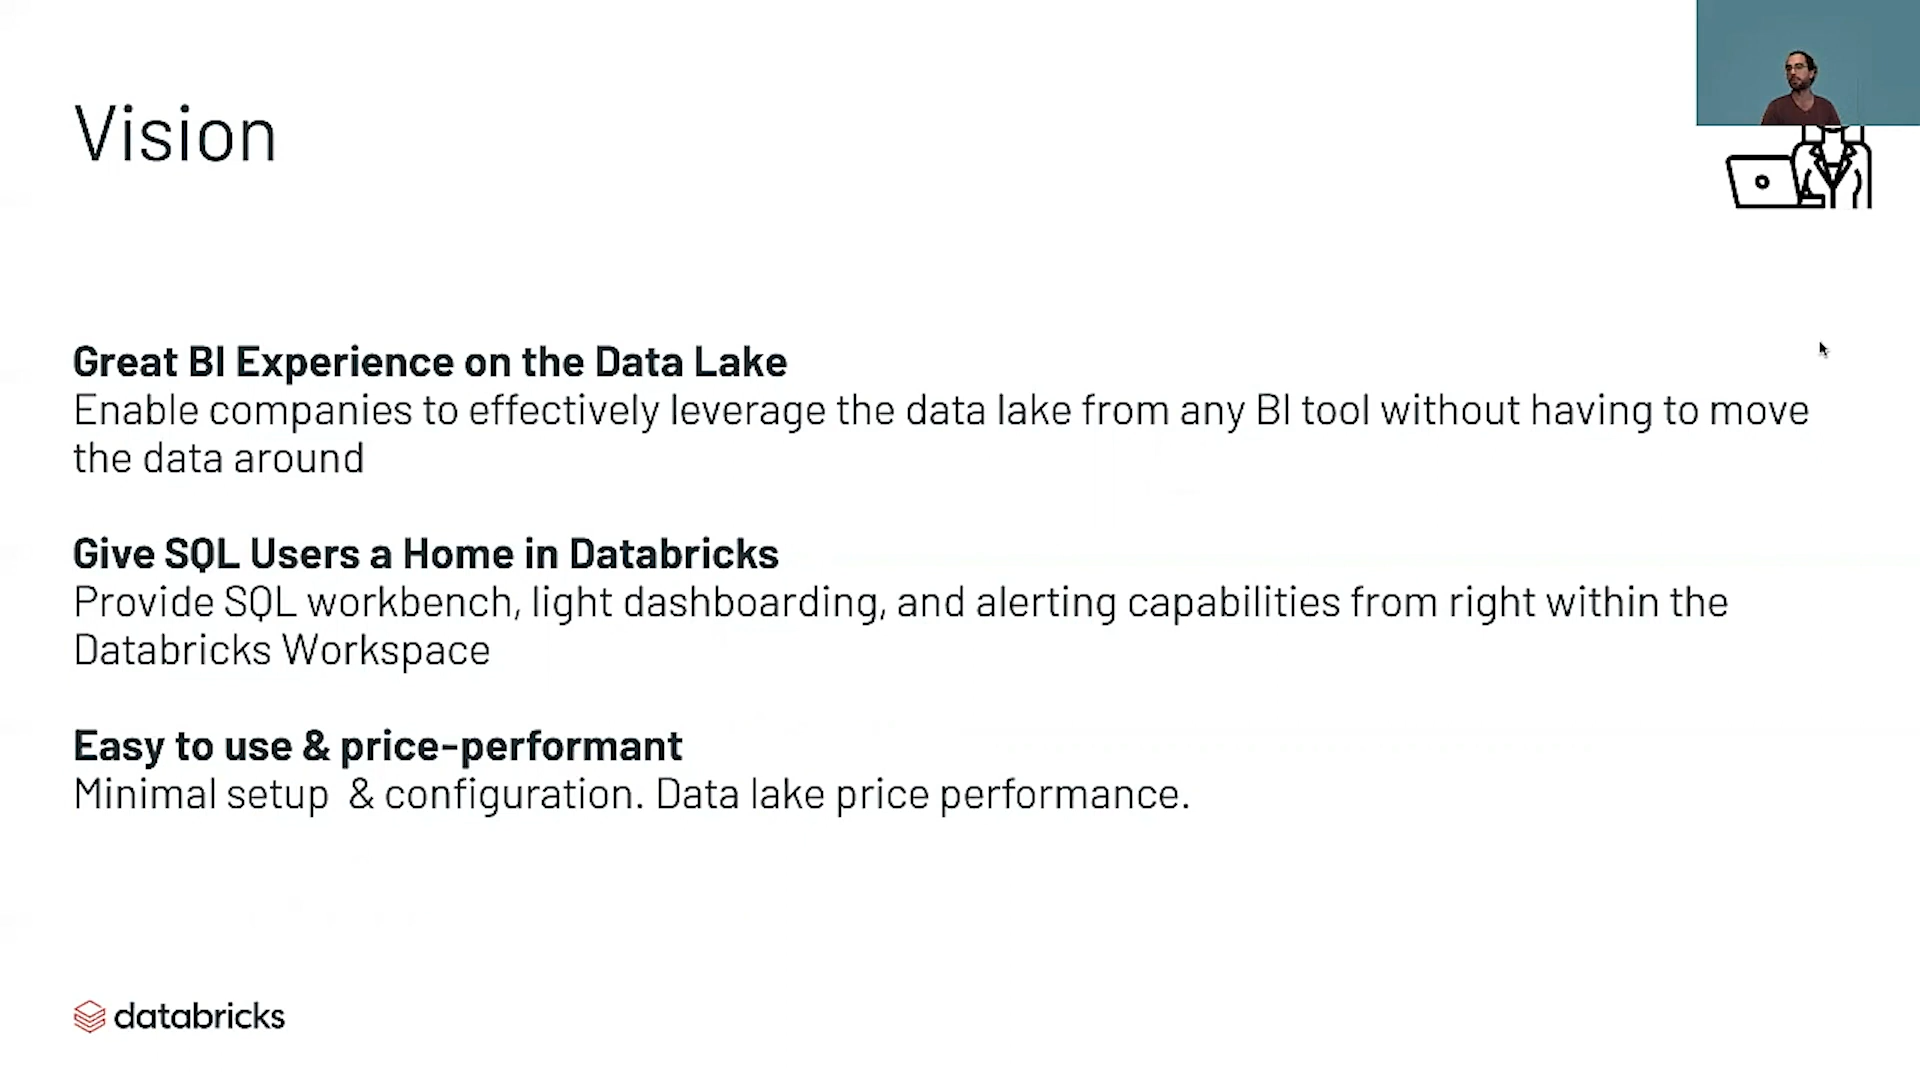 Vision
Great BI Experience on the Data Lake
Enable companies to effectively leverage the data lake from any BI tool without having to move
the data around
Give SQL Users a Home in Databricks
Provide SQL workbench, light dashboarding, and alerting capabilities from right within the
Databricks Workspace
Easy to use & price-performant
Minimal setup  & configuration. Data lake price performance.
databricks